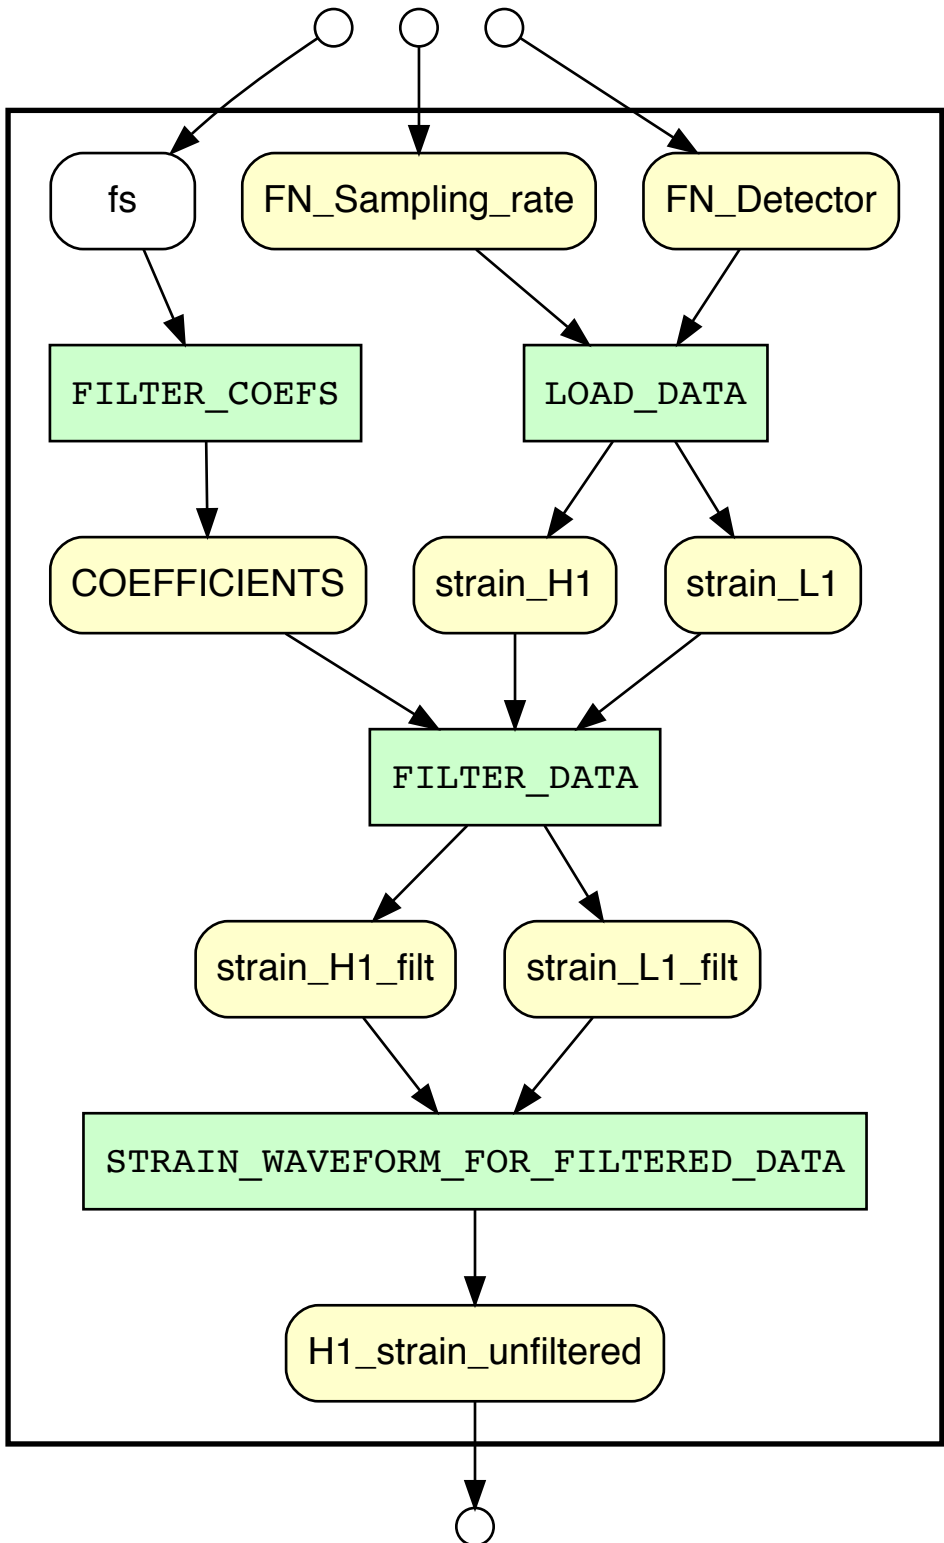 fs
FN_Sampling_rate
FN_Detector
FILTER_COEFS
LOAD_DATA
COEFFICIENTS
strain_H1
strain_L1
FILTER_DATA
strain_H1_filt
strain_L1_filt
STRAIN_WAVEFORM_FOR_FILTERED_DATA
H1_strain_unfiltered